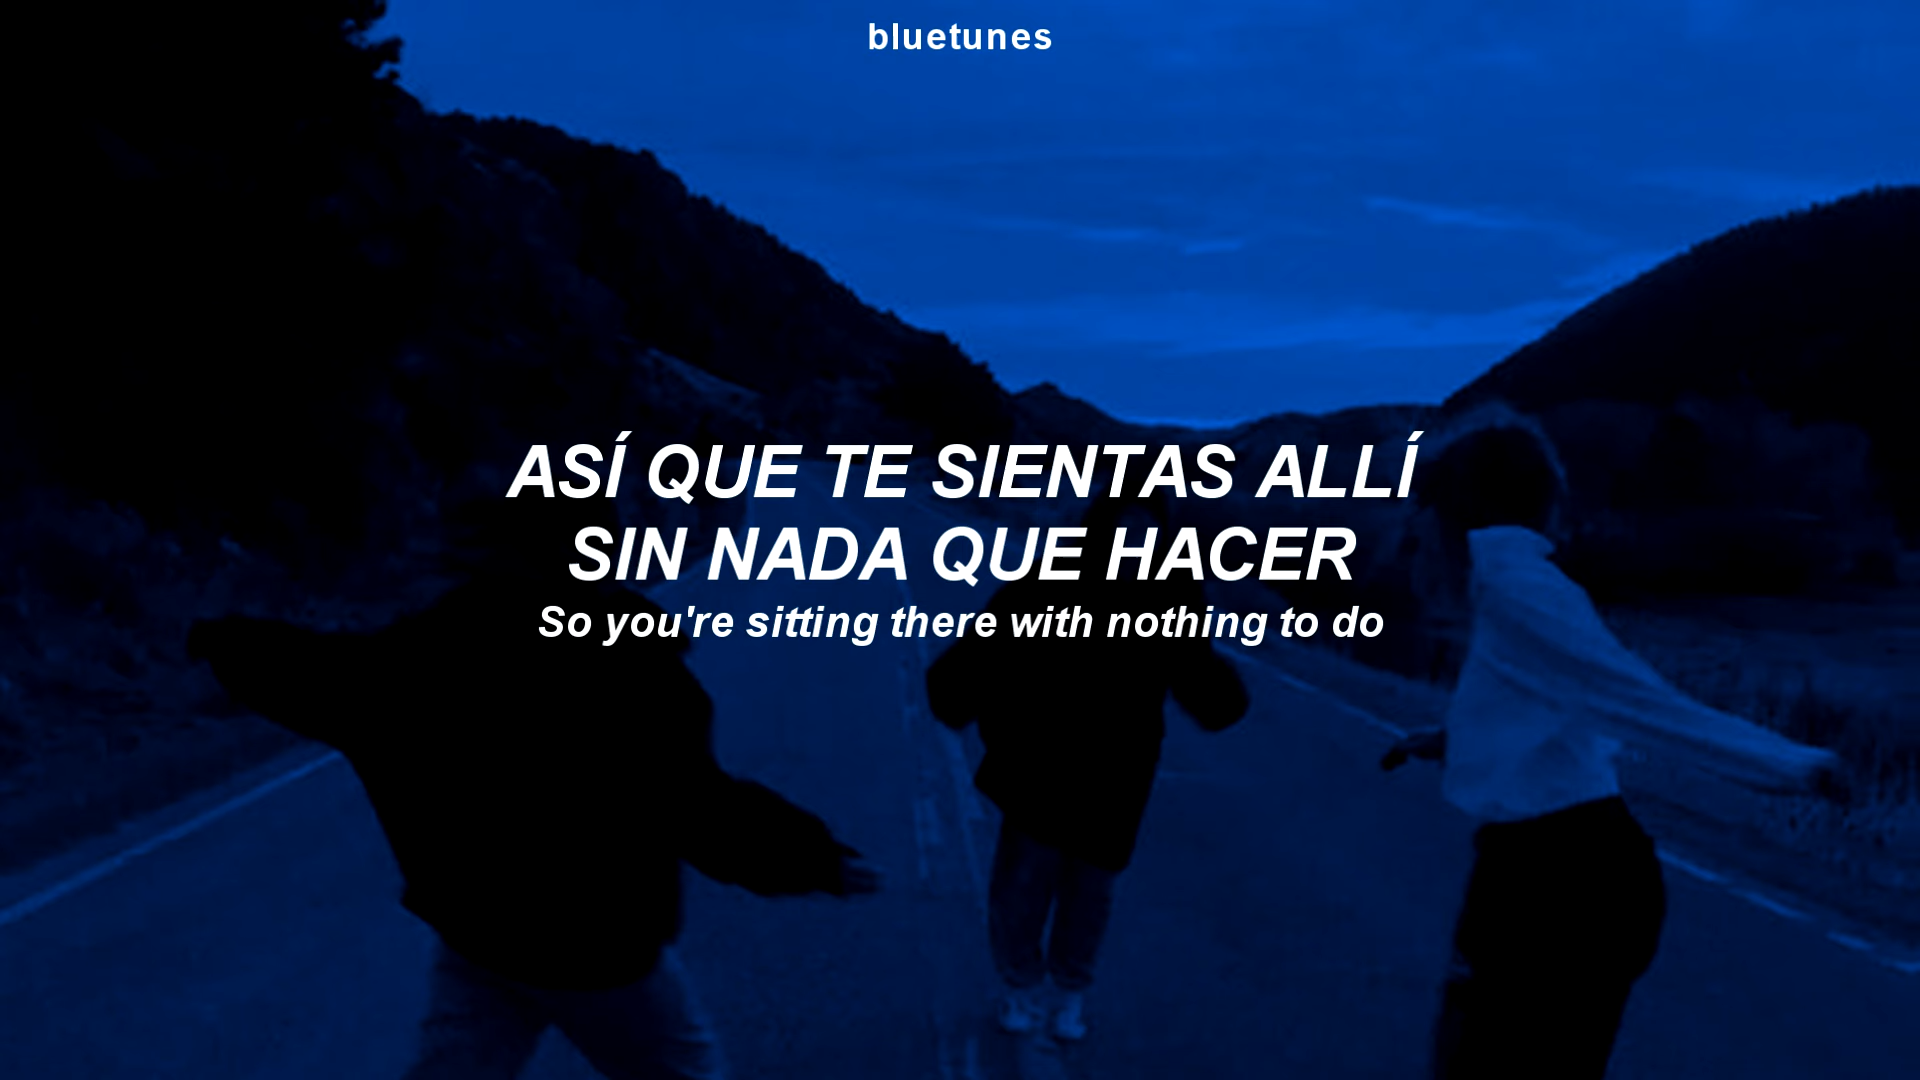 bluetunes
ASÍ QUE TE SIENTAS ALLÍ
SIN NADA QUE HACER
So you're sitting there with nothing to do